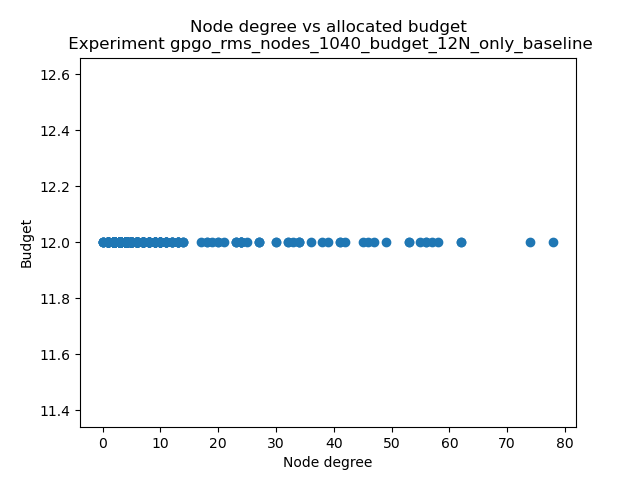 Node degree vs allocated budget
Experiment gpgo_rms_nodes_1040_budget_12N_only_baseline
12.6
12.4
12.2
12.0
11.8
11.6
11.4
Budget
0 10 20 30 40 50 60 70 80
Node degree